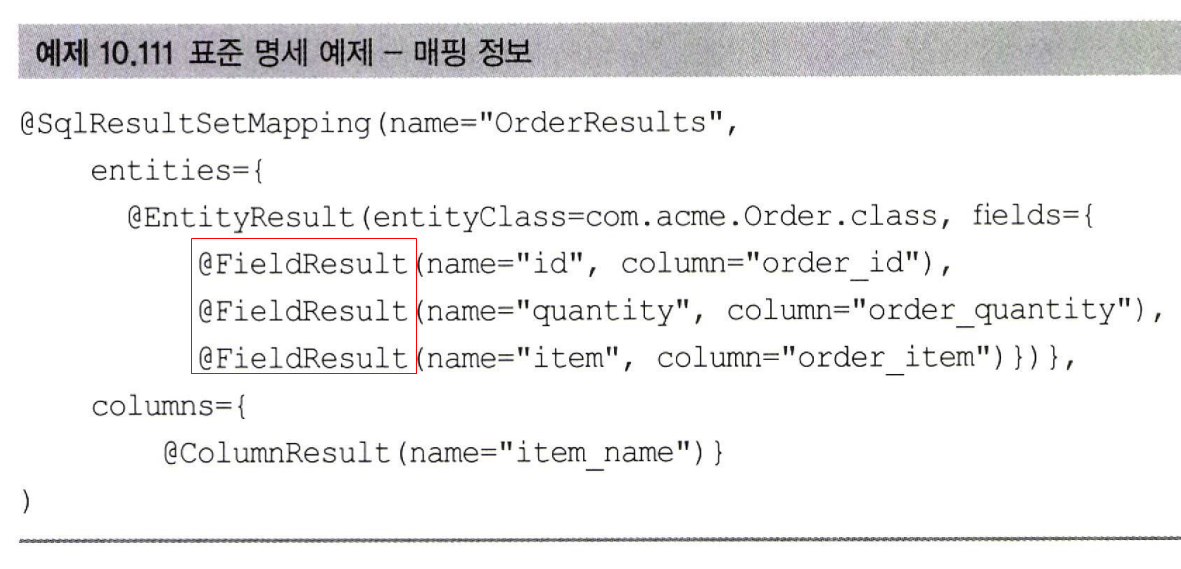 예제 10.111 표준 명세 예제 – 매핑 정보
@SqlResultSetMapping(name="OrderResults",
entities={
@EntityResult(entityClass=com.acme.Order.class, fields={
@FieldResult(name="id", column="order_id"),
@FieldResult(name="quantity", column="order_quantity"),
@FieldResult(name="item", column="order_item")})},
columns={
@ColumnResult(name="item_name")}
)